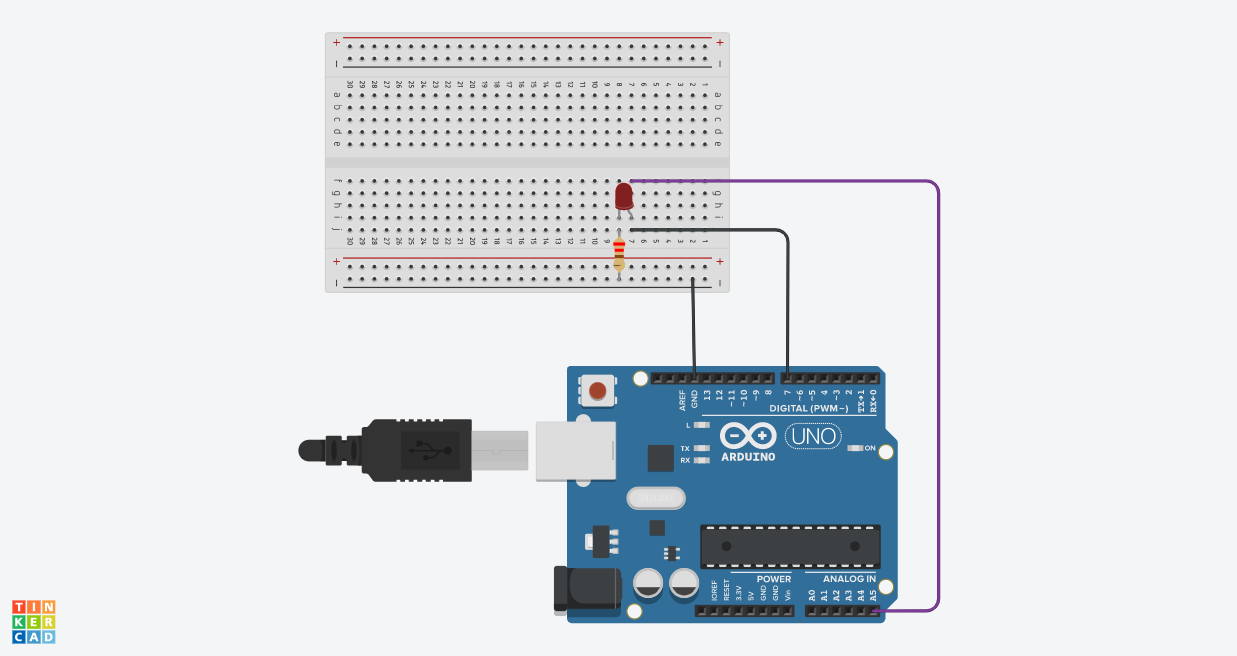 + +
– –
30 29 28 27 26 25 24 23 22 21 20 19 18 17 16 15 14 13 12 11 10 9 8 7 6 5 4 3 2 1
a a
b b
c c
d d
e e
f
g g
h h
i i
j
30 29 28 27 26 25 24 23 22 21 20 19 18 17 16 15 14 13 12 11 10 9 7 6 5 4 3 2 1
+ +
– –
AREF GND 13 12 ~11 ~10 ~9 8 7 ~6 ~5 4 ~3 2 TX→1 RX←0
DIGITAL (PWM~)
L
TX
RX
UNO
ON
ARDUINO
POWER ANALOG IN
IOREF RESET 3.3V 5V GND GND Vin A0 A1 A2 A3 A4 A5
TIN
KER
CAD